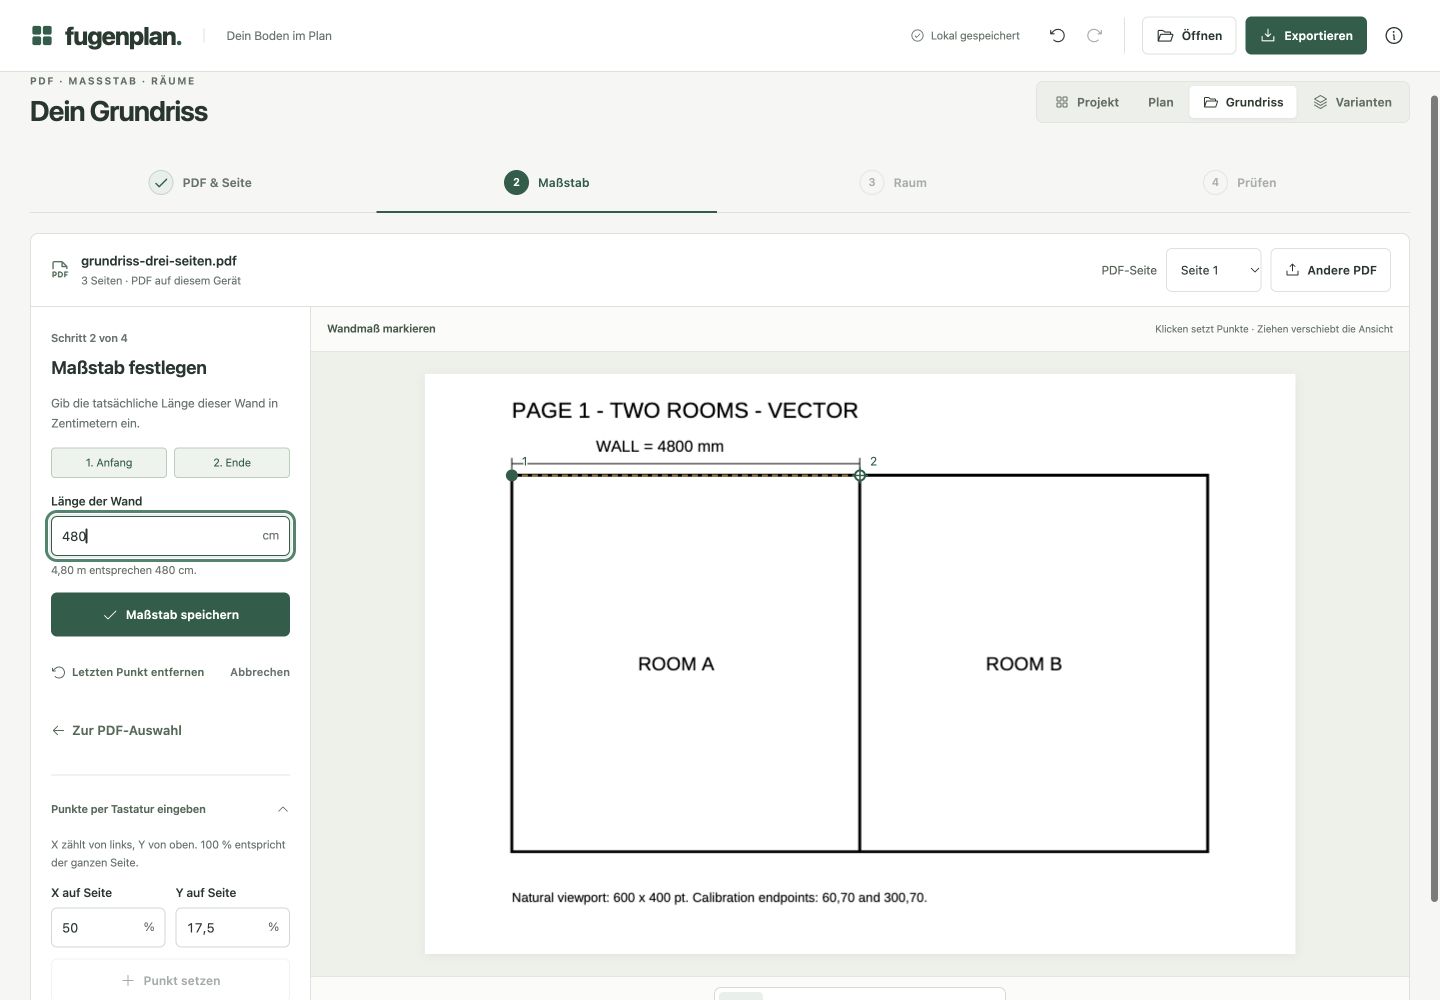 fugenplan.
Dein Boden im Plan
Lokal gespeichert
Öffnen
Exportieren
PDF · MASSSTAB · RÄUME
Dein Grundriss
Projekt
Plan
Grundriss
Varianten
PDF & Seite
2 Maßstab
3 Raum
4 Prüfen
PDF
grundriss-drei-seiten.pdf
3 Seiten · PDF auf diesem Gerät
PDF-Seite
Seite 1
Andere PDF
Schritt 2 von 4
Maßstab festlegen
Gib die tatsächliche Länge dieser Wand in
Zentimetern ein.
1. Anfang
2. Ende
Länge der Wand
480 cm
4,80 m entsprechen 480 cm.
Maßstab speichern
Letzten Punkt entfernen
Abbrechen
Zur PDF-Auswahl
Punkte per Tastatur eingeben
X zählt von links, Y von oben. 100 % entspricht
der ganzen Seite.
X auf Seite
Y auf Seite
50 %
17,5 %
Punkt setzen
Wandmaß markieren
Klicken setzt Punkte · Ziehen verschiebt die Ansicht
PAGE 1 - TWO ROOMS - VECTOR
WALL = 4800 mm
1
2
ROOM A
ROOM B
Natural viewport: 600 x 400 pt. Calibration endpoints: 60,70 and 300,70.